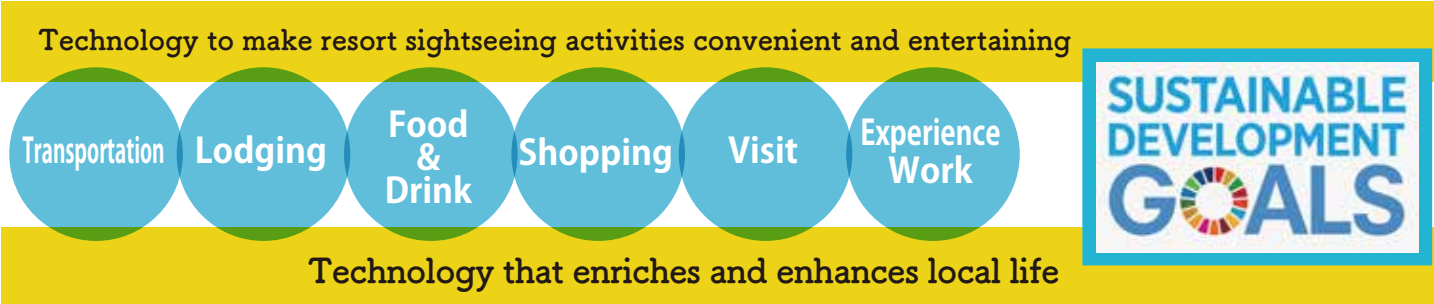 Technology to make resort sightseeing activities convenient and entertaining
Transportation
Lodging
Food
&
Drink
Shopping
Visit
Experience
Work
SUSTAINABLE
DEVELOPMENT
GOALS
Technology that enriches and enhances local life